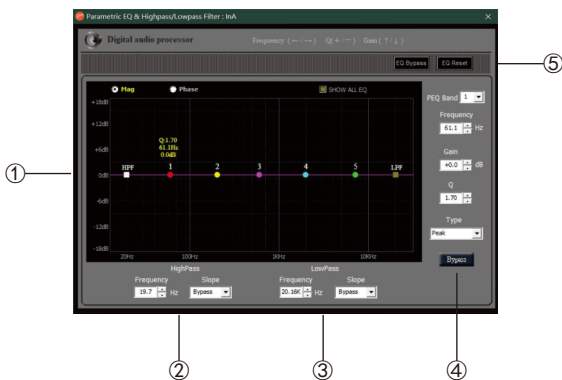 Parametric EQ & Highpass/Lowpass Filter : InA
Digital audio processor Frequency (←/→) Q(+/−) Gain(↑/↓)
EQ Bypass EQ Reset
⑤
Mag Phase SHOW ALL EQ
PEQ Band 1
+18dB
+12dB
+6dB
0dB
-6dB
-12dB
-18dB
Q:1.70
61.1Hz
0.0dB
HPF 1 2 3 4 5 LPF
20Hz 100Hz 1KHz 10KHz
Frequency
61.1 Hz
Gain
+0.0 dB
Q
1.70
Type
Peak
Bypass
①
HighPass LowPass
Frequency Slope Frequency Slope
19.7 Hz Bypass 20.16K Hz Bypass
② ③ ④